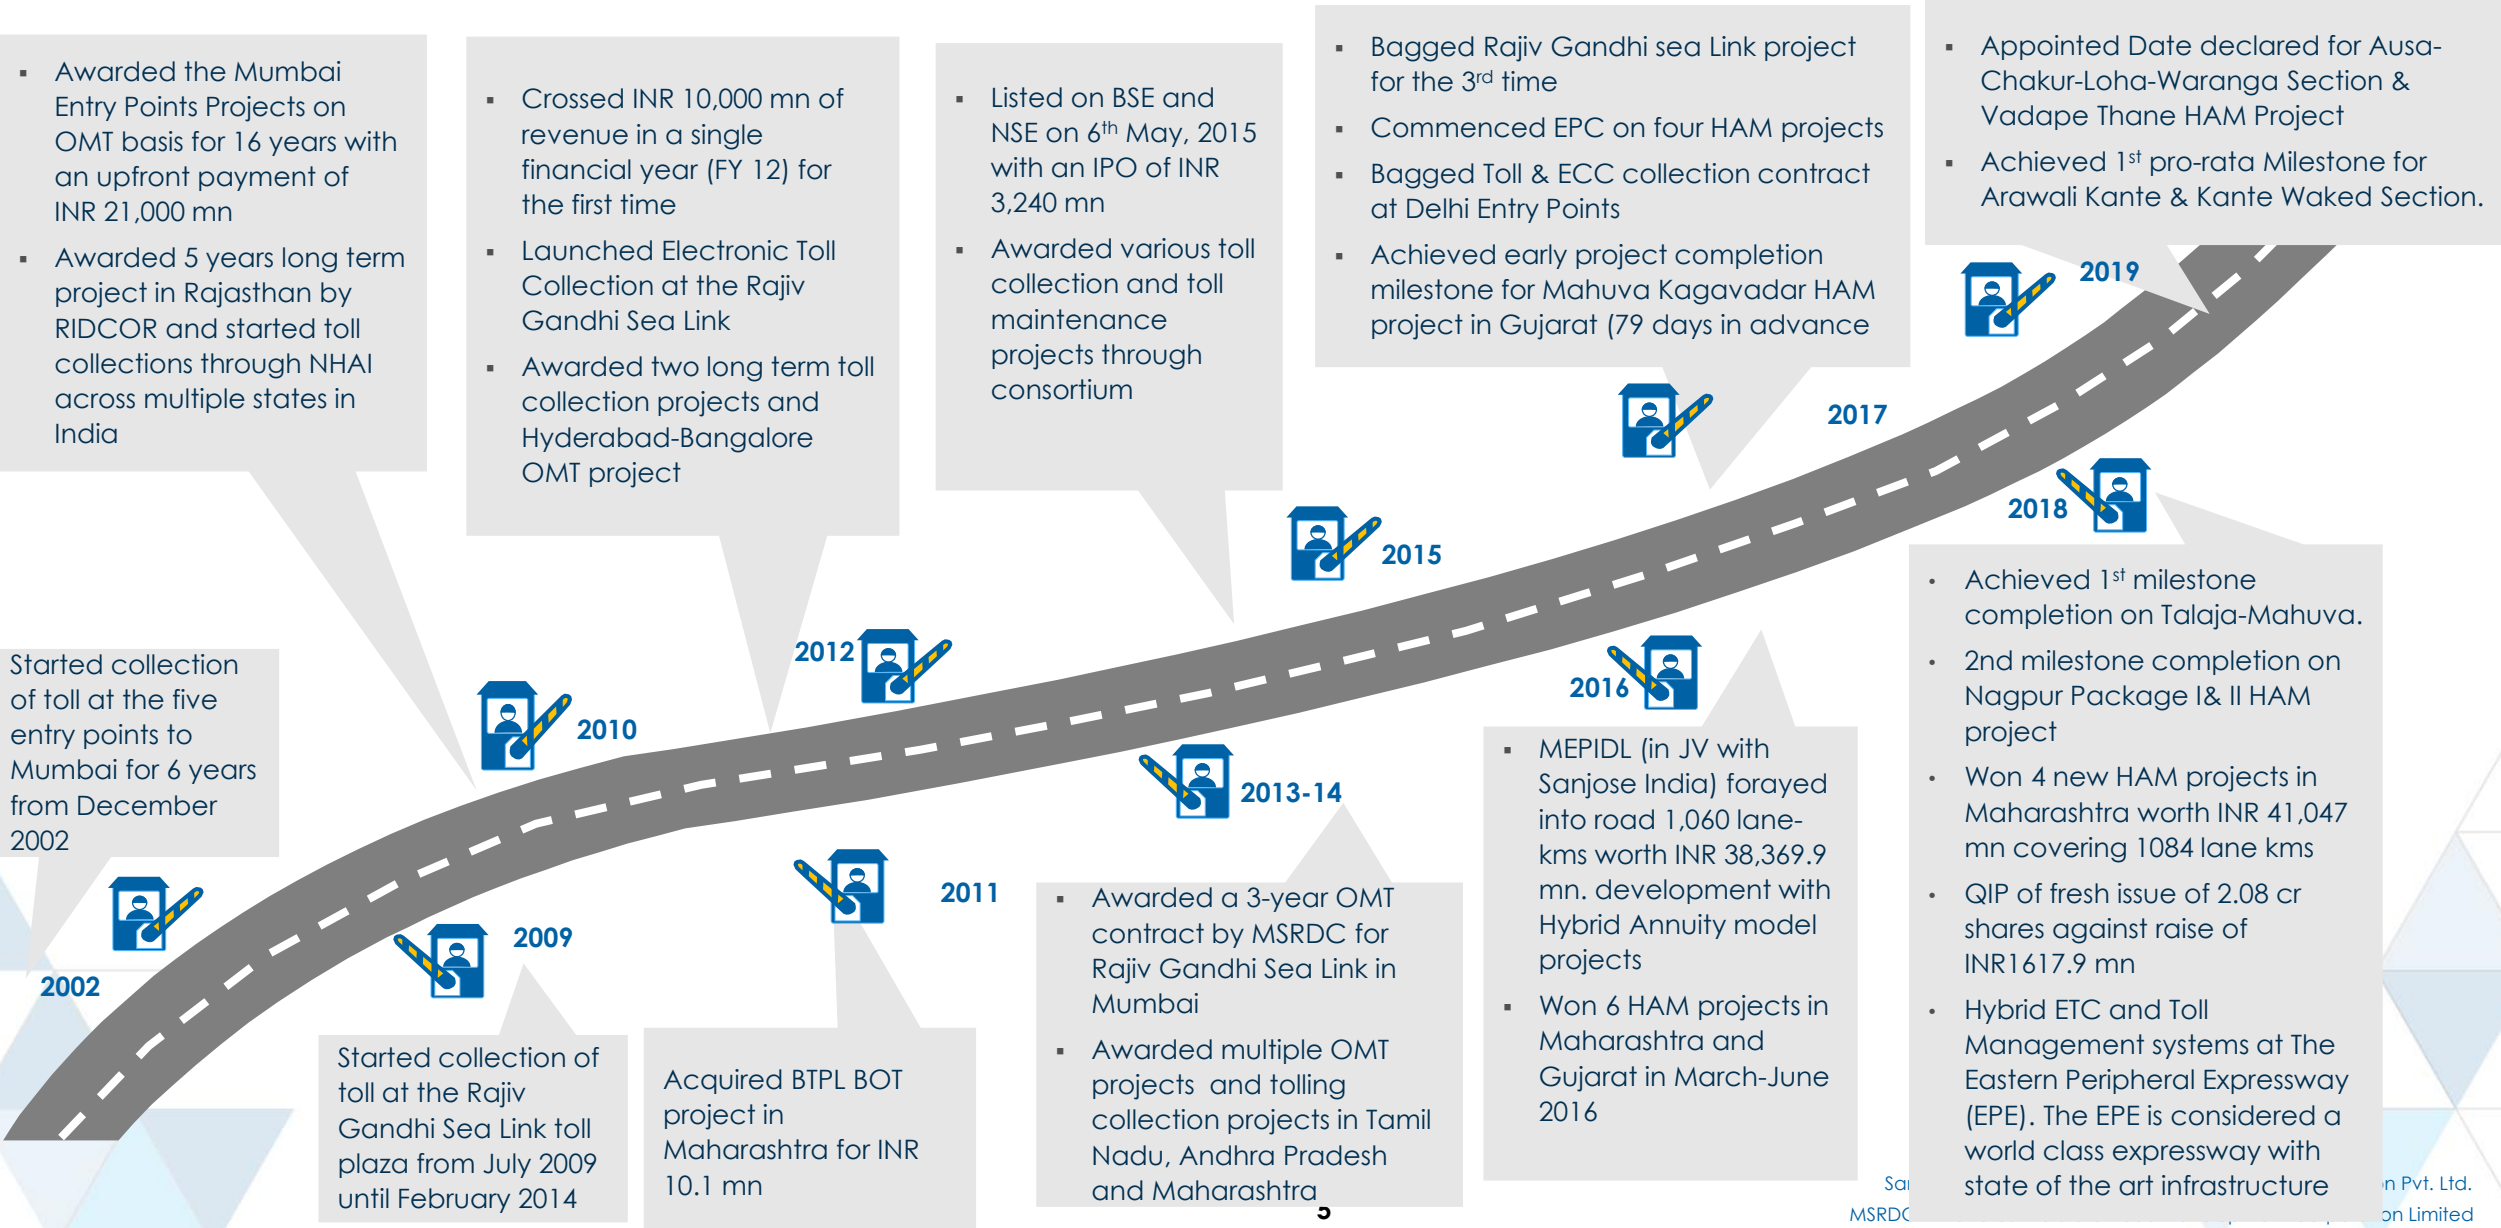 ▪ Awarded the Mumbai
Entry Points Projects on
OMT basis for 16 years with
an upfront payment of
INR 21,000 mn
▪ Awarded 5 years long term
project in Rajasthan by
RIDCOR and started toll
collections through NHAI
across multiple states in
India
▪ Crossed INR 10,000 mn of
revenue in a single
financial year (FY 12) for
the first time
▪ Launched Electronic Toll
Collection at the Rajiv
Gandhi Sea Link
▪ Awarded two long term toll
collection projects and
Hyderabad-Bangalore
OMT project
▪ Listed on BSE and
NSE on 6th May, 2015
with an IPO of INR
3,240 mn
▪ Awarded various toll
collection and toll
maintenance
projects through
consortium
▪ Bagged Rajiv Gandhi sea Link project
for the 3rd time
▪ Commenced EPC on four HAM projects
▪ Bagged Toll & ECC collection contract
at Delhi Entry Points
▪ Achieved early project completion
milestone for Mahuva Kagavadar HAM
project in Gujarat (79 days in advance
▪ Appointed Date declared for Ausa-
Chakur-Loha-Waranga Section &
Vadape Thane HAM Project
▪ Achieved 1st pro-rata Milestone for
Arawali Kante & Kante Waked Section.
2019
2017
2018
2015
2012
2016
2010
2013-14
2011
2009
2002
Started collection
of toll at the five
entry points to
Mumbai for 6 years
from December
2002
Started collection of
toll at the Rajiv
Gandhi Sea Link toll
plaza from July 2009
until February 2014
Acquired BTPL BOT
project in
Maharashtra for INR
10.1 mn
▪ Awarded a 3-year OMT
contract by MSRDC for
Rajiv Gandhi Sea Link in
Mumbai
▪ Awarded multiple OMT
projects and tolling
collection projects in Tamil
Nadu, Andhra Pradesh
and Maharashtra
▪ MEPIDL (in JV with
Sanjose India) forayed
into road 1,060 lane-
kms worth INR 38,369.9
mn. development with
Hybrid Annuity model
projects
▪ Won 6 HAM projects in
Maharashtra and
Gujarat in March-June
2016
• Achieved 1st milestone
completion on Talaja-Mahuva.
• 2nd milestone completion on
Nagpur Package I& II HAM
project
• Won 4 new HAM projects in
Maharashtra worth INR 41,047
mn covering 1084 lane kms
• QIP of fresh issue of 2.08 cr
shares against raise of
INR1617.9 mn
• Hybrid ETC and Toll
Management systems at The
Eastern Peripheral Expressway
(EPE). The EPE is considered a
world class expressway with
state of the art infrastructure
Pvt. Ltd.
Limited
5